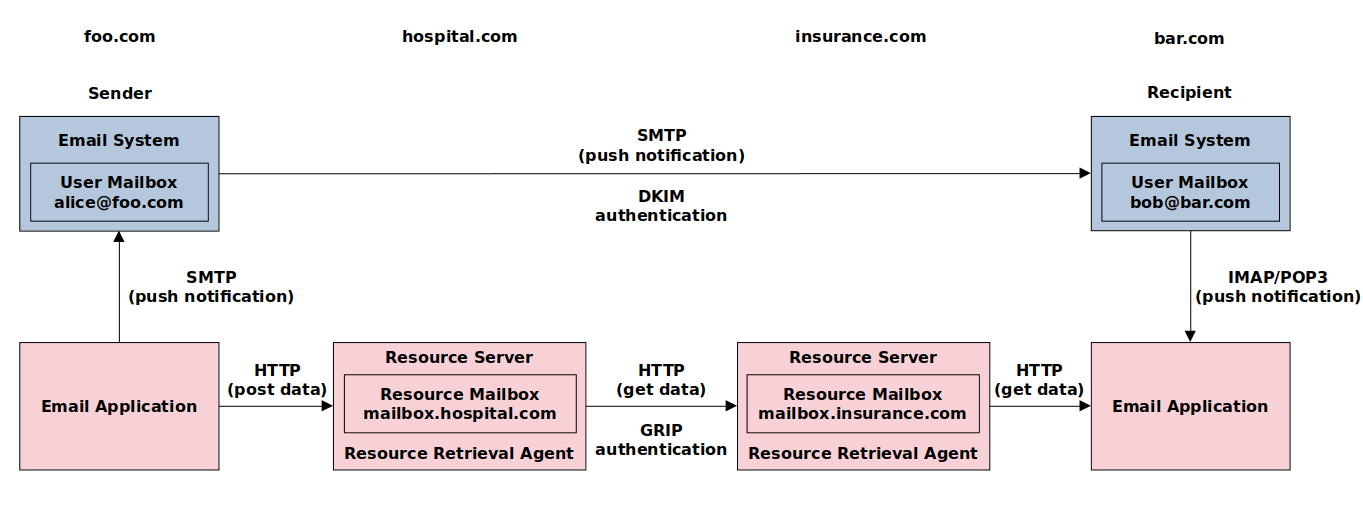 foo.com
hospital.com
insurance.com
bar.com
Sender
Recipient
Email System
User Mailbox
alice@foo.com
SMTP
(push notification)
DKIM
authentication
Email System
User Mailbox
bob@bar.com
SMTP
(push notification)
IMAP/POP3
(push notification)
Email Application
HTTP
(post data)
Resource Server
Resource Mailbox
mailbox.hospital.com
Resource Retrieval Agent
HTTP
(get data)
GRIP
authentication
Resource Server
Resource Mailbox
mailbox.insurance.com
Resource Retrieval Agent
HTTP
(get data)
Email Application